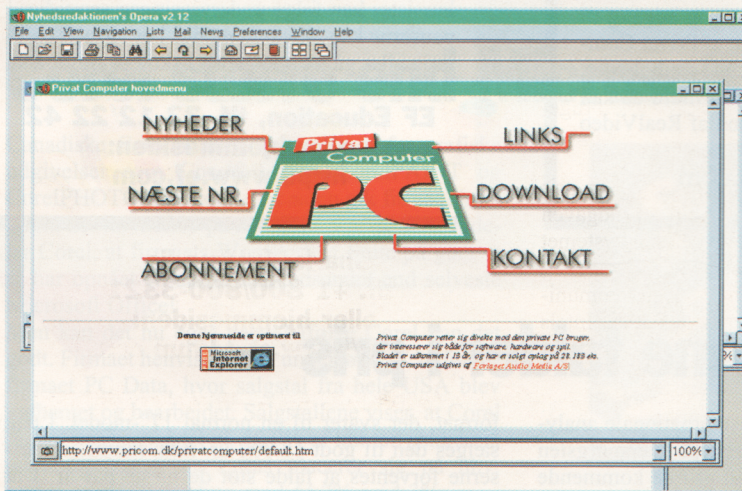 Nyhedsredaktionen's Opera v2.12
File Edit View Navigation Lists Mail News Preferences Window Help
Privat Computer hovedmenu
NYHEDER
LINKS
Privat
Computer
PC
NÆSTE NR.
DOWNLOAD
ABONNEMENT
KONTAKT
Denne hjemmeside er optimeret til
FREE
Microsoft
Internet
Explorer
Privat Computer retter sig direkte mod den private PC bruger,
der interesserer sig både for software, hardware og spil.
Bladet er udkommet i 13 år, og har et solgt oplag på 28.189 eks.
Privat Computer udgives af Forlaget Audio Media A/S
http://www.pricom.dk/privatcomputer/default.htm
100%